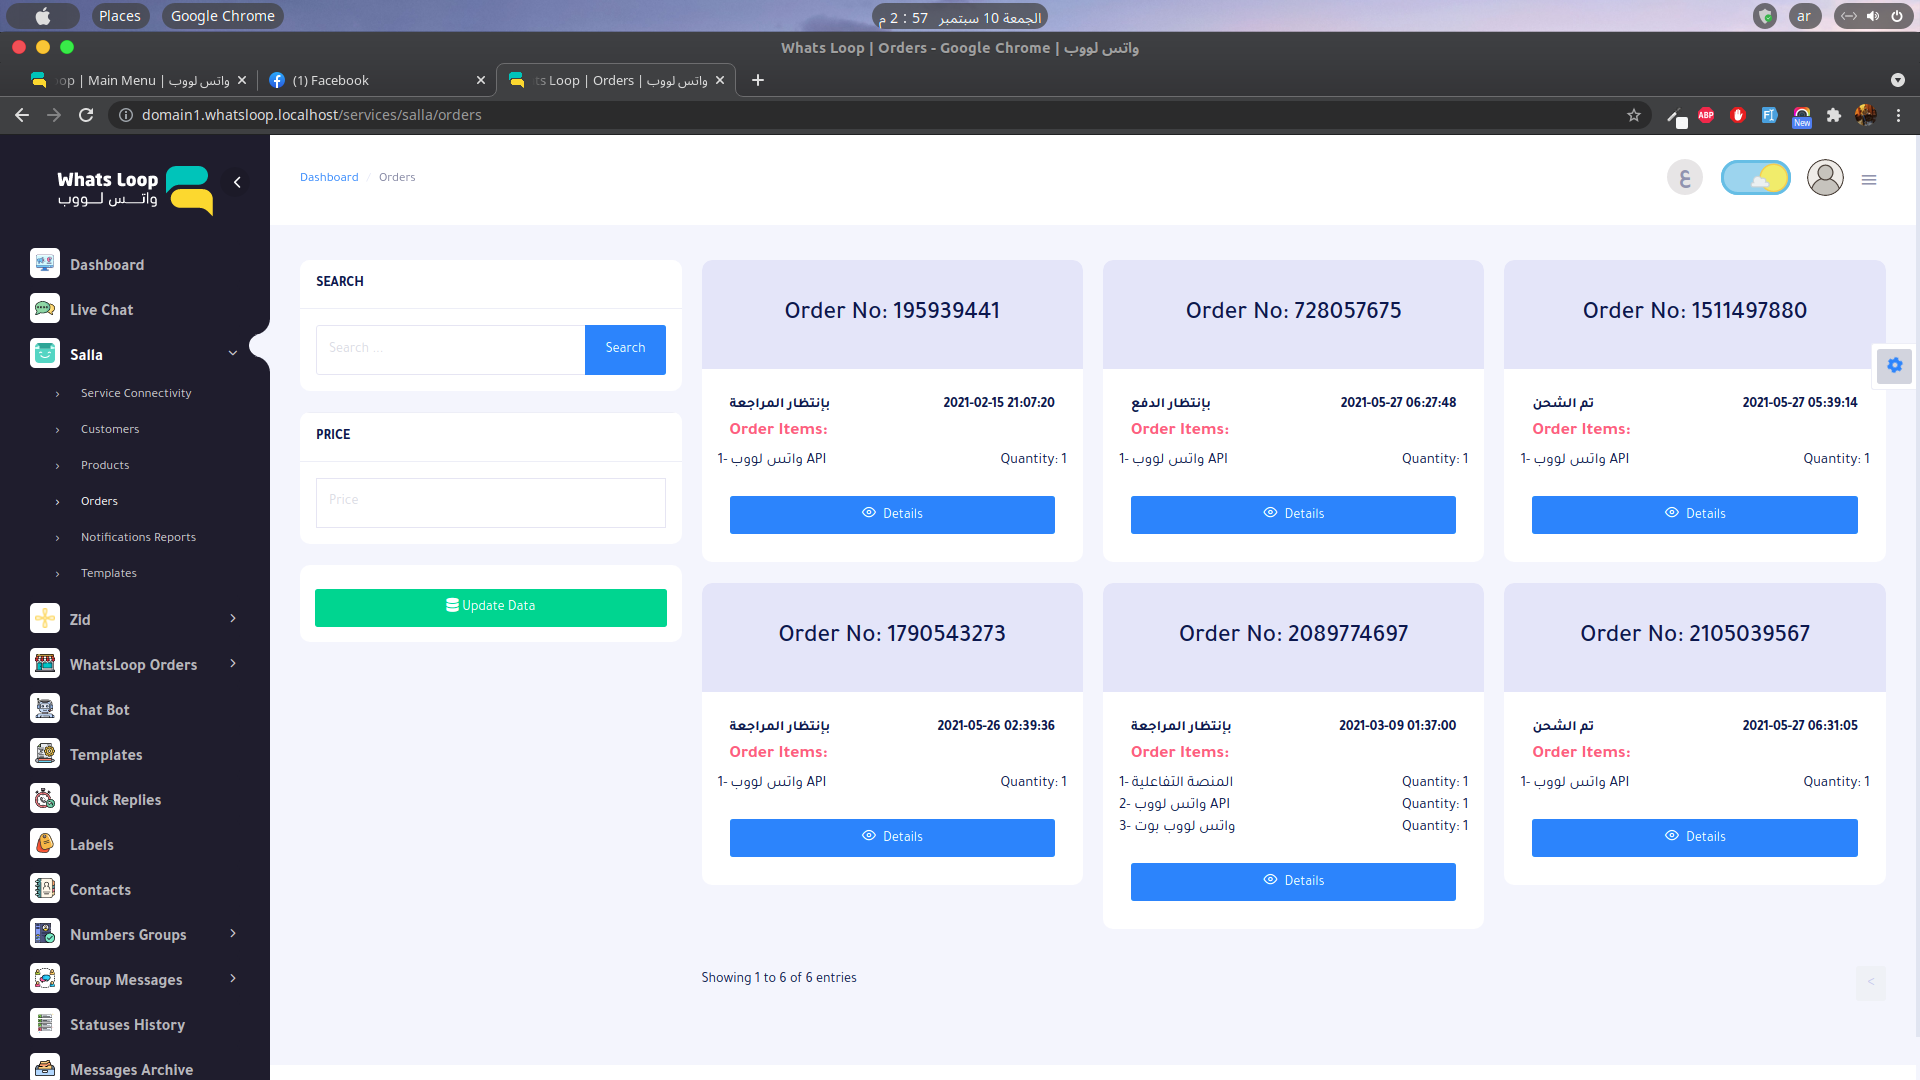 Places
Google Chrome
الجمعة 10 سبتمبر 57 : 2 م
ar
Whats Loop | Orders - Google Chrome | واتس لووب
op | Main Menu | واتس لووب
(1) Facebook
ts Loop | Orders | واتس لووب
domain1.whatsloop.localhost/services/salla/orders
ABP
New
Whats Loop
واتس لووب
Dashboard
Live Chat
Salla
Service Connectivity
Customers
Products
Orders
Notifications Reports
Templates
Zid
WhatsLoop Orders
Chat Bot
Templates
Quick Replies
Labels
Contacts
Numbers Groups
Group Messages
Statuses History
Messages Archive
Dashboard / Orders
ع
SEARCH
Search ...
Search
PRICE
Price
Update Data
Order No: 195939441
بإنتظار المراجعة 2021-02-15 21:07:20
Order Items:
1- واتس لووب API Quantity: 1
Details
Order No: 728057675
بإنتظار الدفع 2021-05-27 06:27:48
Order Items:
1- واتس لووب API Quantity: 1
Details
Order No: 1511497880
تم الشحن 2021-05-27 05:39:14
Order Items:
1- واتس لووب API Quantity: 1
Details
Order No: 1790543273
بإنتظار المراجعة 2021-05-26 02:39:36
Order Items:
1- واتس لووب API Quantity: 1
Details
Order No: 2089774697
بإنتظار المراجعة 2021-03-09 01:37:00
Order Items:
1- المنصة التفاعلية Quantity: 1
2- واتس لووب API Quantity: 1
3- واتس لووب بوت Quantity: 1
Details
Order No: 2105039567
تم الشحن 2021-05-27 06:31:05
Order Items:
1- واتس لووب API Quantity: 1
Details
Showing 1 to 6 of 6 entries
<